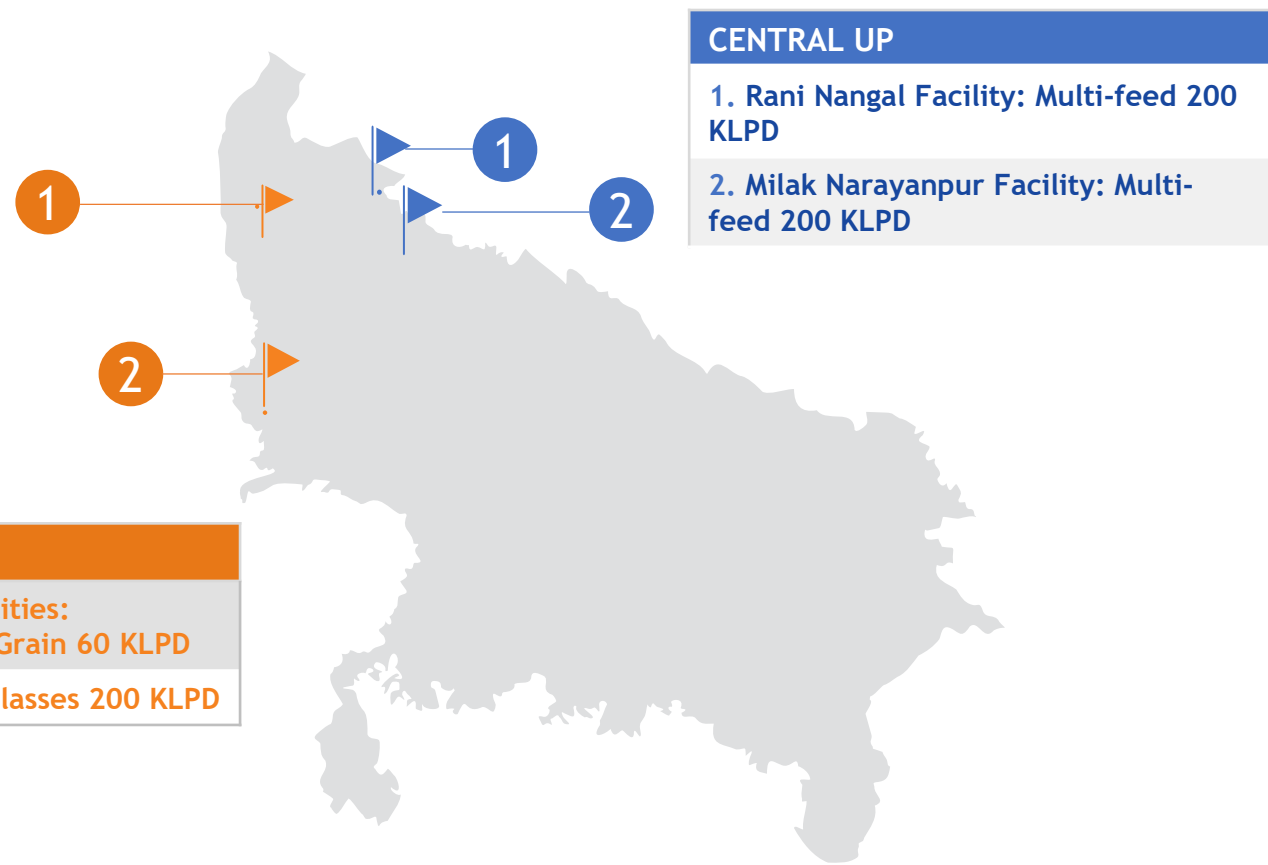 CENTRAL UP
1. Rani Nangal Facility: Multi-feed 200
KLPD
2. Milak Narayanpur Facility: Multi-
feed 200 KLPD
1
2
1
2
Grain 60 KLPD
200 KLPD